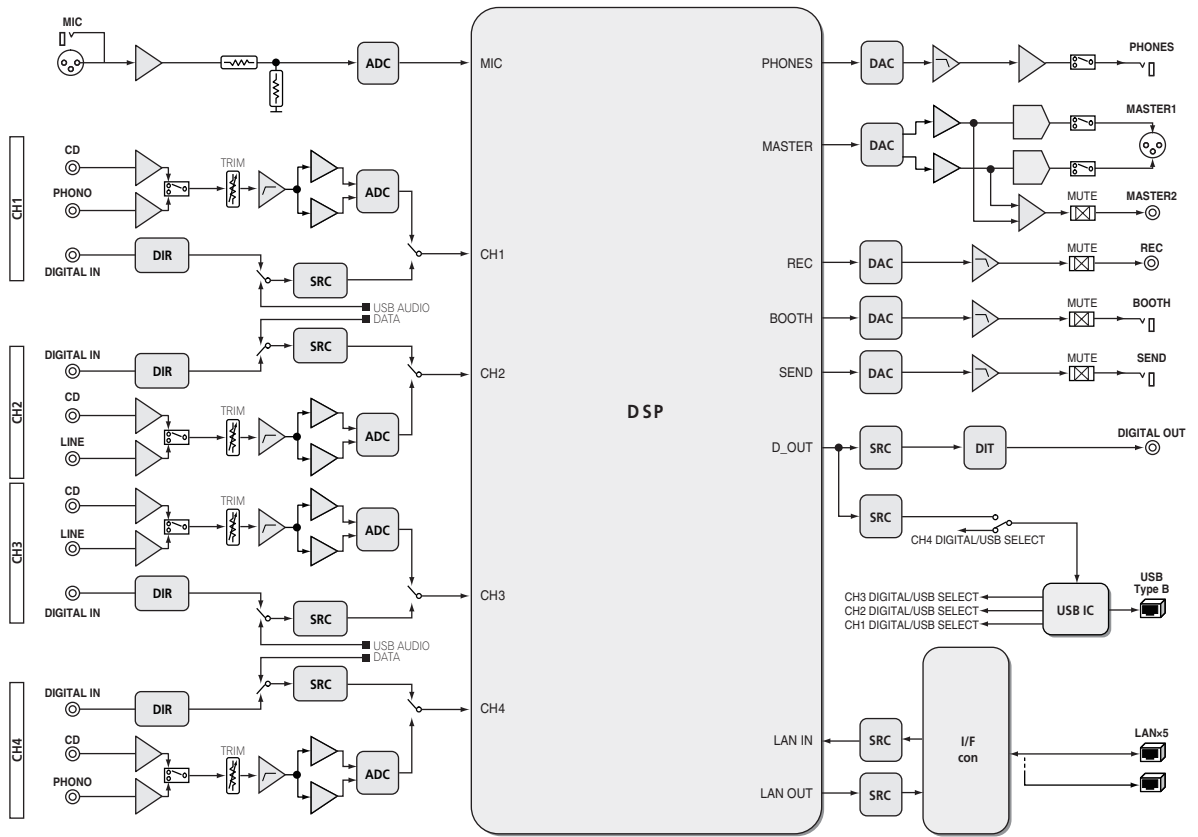 MIC
ADC
MIC
CH1
CD
TRIM
PHONO
ADC
DIGITAL IN
DIR
SRC
CH1
USB AUDIO
DATA
CH2
DIGITAL IN
DIR
SRC
CH2
CD
TRIM
LINE
ADC
CH3
CD
TRIM
LINE
ADC
DIGITAL IN
DIR
SRC
CH3
USB AUDIO
DATA
CH4
DIGITAL IN
DIR
SRC
CH4
CD
TRIM
PHONO
ADC
DSP
PHONES
DAC
PHONES
MASTER
DAC
MASTER1
MUTE
MASTER2
REC
DAC
MUTE
REC
BOOTH
DAC
MUTE
BOOTH
SEND
DAC
MUTE
SEND
D_OUT
SRC
DIT
DIGITAL OUT
SRC
CH4 DIGITAL/USB SELECT
CH3 DIGITAL/USB SELECT
CH2 DIGITAL/USB SELECT
CH1 DIGITAL/USB SELECT
USB IC
USB
Type B
LAN IN
SRC
I/F
con
LAN×5
LAN OUT
SRC